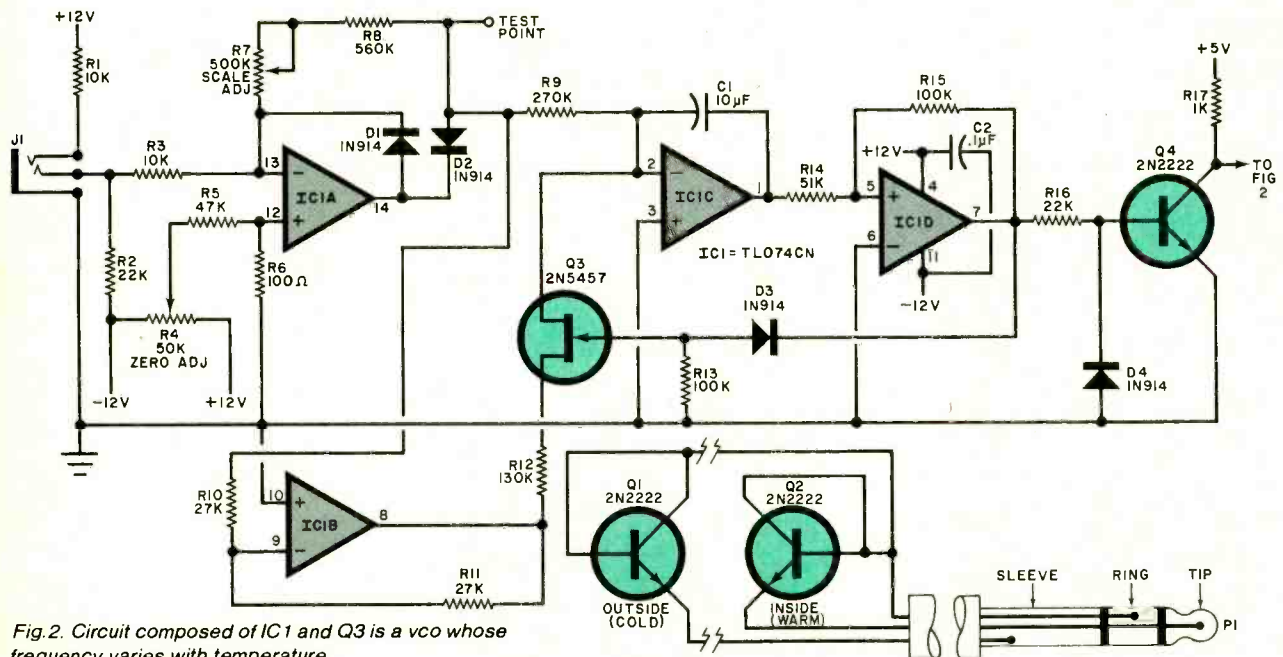 +12V
R1
10K
J1
R3
10K
R2
22K
R5
47K
R4
50K
ZERO ADJ
-12V
+12V
R7
500K
SCALE
ADJ
R8
560K
TEST
POINT
D1
1N914
D2
1N914
13
12
14
IC1A
R6
100Ω
R9
270K
C1
10µF
2
3
1
IC1C
IC1=TL074CN
R14
51K
R15
100K
+12V
C2
.1µF
5
4
6
7
11
IC1D
-12V
R16
22K
+5V
R17
1K
Q4
2N2222
TO
FIG
2
D4
1N914
Q3
2N5457
D3
1N914
R13
100K
R10
27K
10
9
8
IC1B
R12
130K
R11
27K
Q1
2N2222
OUTSIDE
(COLD)
Q2
2N2222
INSIDE
(WARM)
SLEEVE
RING
TIP
P1
Fig.2. Circuit composed of IC1 and Q3 is a vco whose
frequency varies with temperature